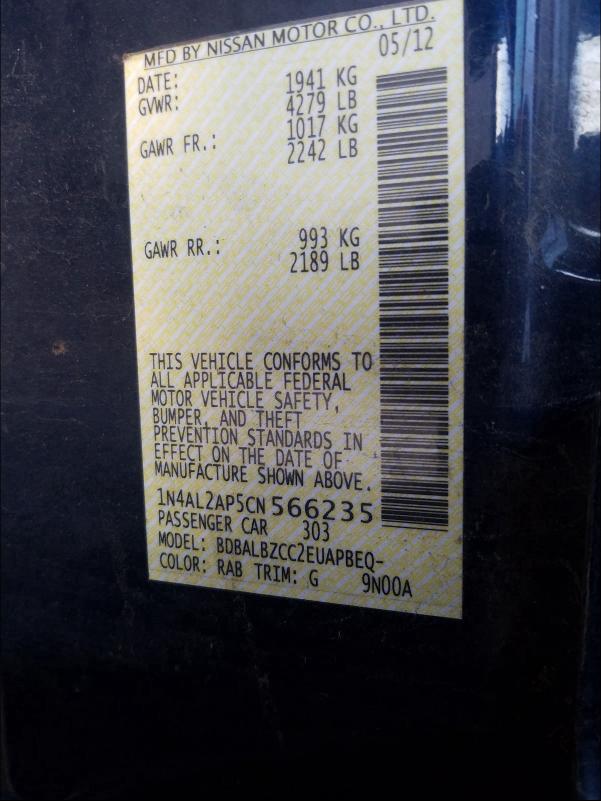 MFD BY NISSAN MOTOR CO., LTD.
DATE: 05/12
GVWR: 1941 KG
4279 LB
GAWR FR.: 1017 KG
2242 LB
GAWR RR.: 993 KG
2189 LB
THIS VEHICLE CONFORMS TO
ALL APPLICABLE FEDERAL
MOTOR VEHICLE SAFETY,
BUMPER, AND THEFT
PREVENTION STANDARDS IN
EFFECT ON THE DATE OF
MANUFACTURE SHOWN ABOVE.
1N4AL2AP5CN566235
PASSENGER CAR 303
MODEL: BDBALBZCC2EUAPBEQ-
COLOR: RAB TRIM: G 9N00A